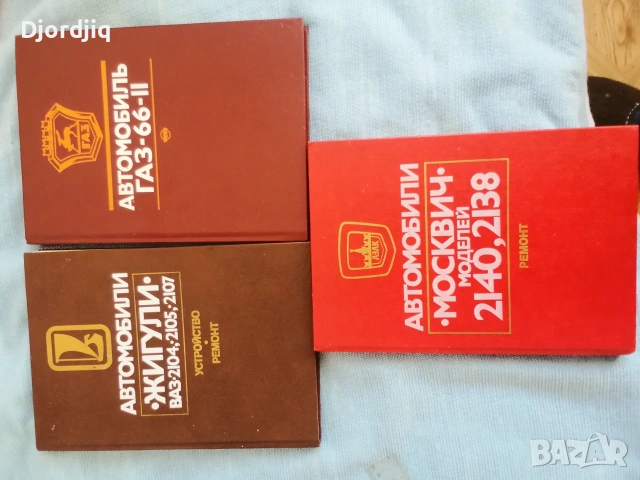 Djordjiq
АВТОМОБИЛЬ
ГАЗ-66-11
ГАЗ
АВТОМОБИЛИ
•ЖИГУЛИ•
ВАЗ-2104,-2105,-2107
УСТРОЙСТВО
•
РЕМОНТ
АВТОМОБИЛИ
•МОСКВИЧ•
МОДЕЛЕЙ
2140, 2138
РЕМОНТ
АЗЛК
BAZAR